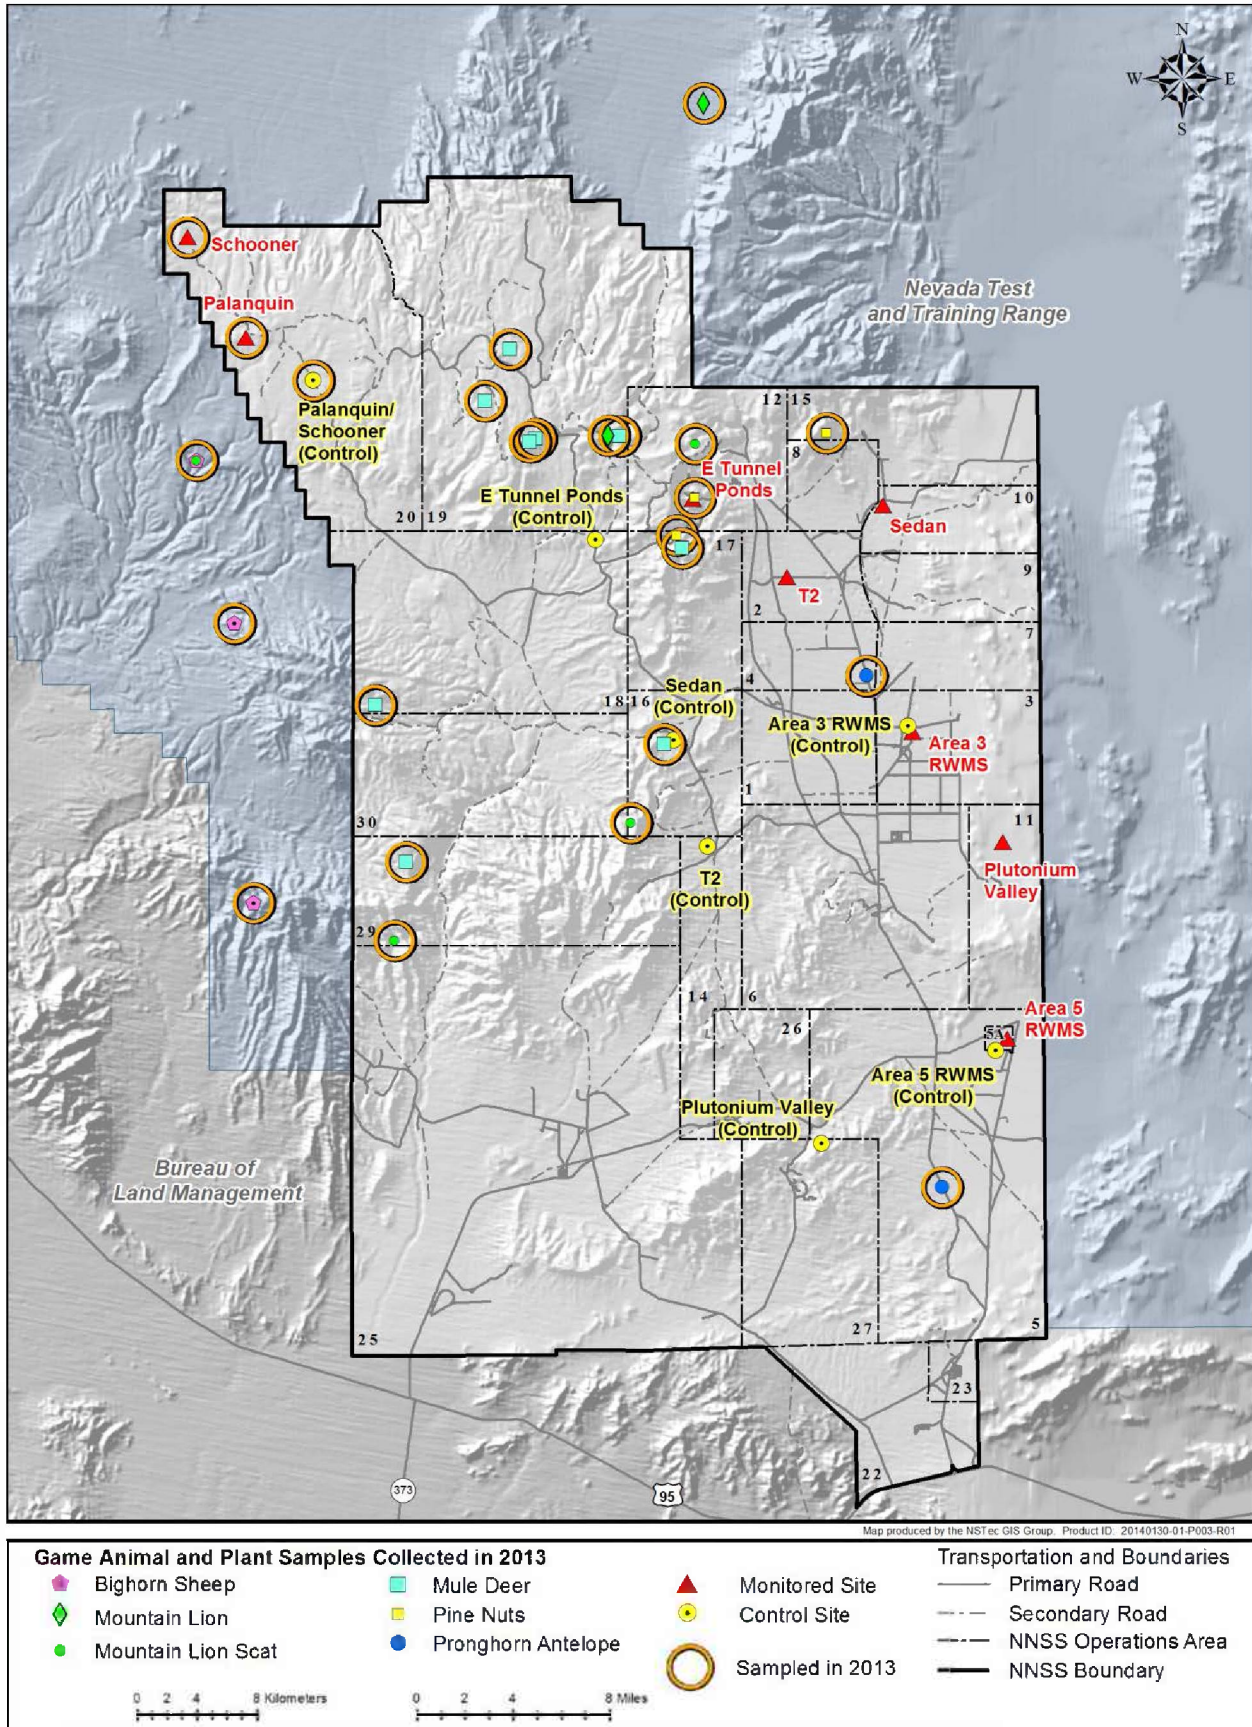 N
W
E
S
Nevada Test
and Training Range
Schooner
Palanquin
Palanquin/
Schooner
(Control)
12
15
8
E Tunnel
Ponds
E Tunnel Ponds
(Control)
10
Sedan
20
19
17
9
T2
2
7
4
Sedan
(Control)
18
16
3
Area 3 RWMS
(Control)
Area 3
RWMS
1
30
11
Plutonium
Valley
T2
(Control)
29
14
6
26
Area 5
RWMS
5A
Area 5 RWMS
(Control)
Plutonium Valley
(Control)
Bureau of
Land Management
25
27
5
23
22
373
95
Map produced by the NSTec GIS Group. Product ID: 20140130-01-P003-R01
Game Animal and Plant Samples Collected in 2013
Bighorn Sheep
Mountain Lion
Mountain Lion Scat
Mule Deer
Pine Nuts
Pronghorn Antelope
Monitored Site
Control Site
Sampled in 2013
Transportation and Boundaries
Primary Road
Secondary Road
NNSS Operations Area
NNSS Boundary
0 2 4 8 Kilometers
0 2 4 8 Miles